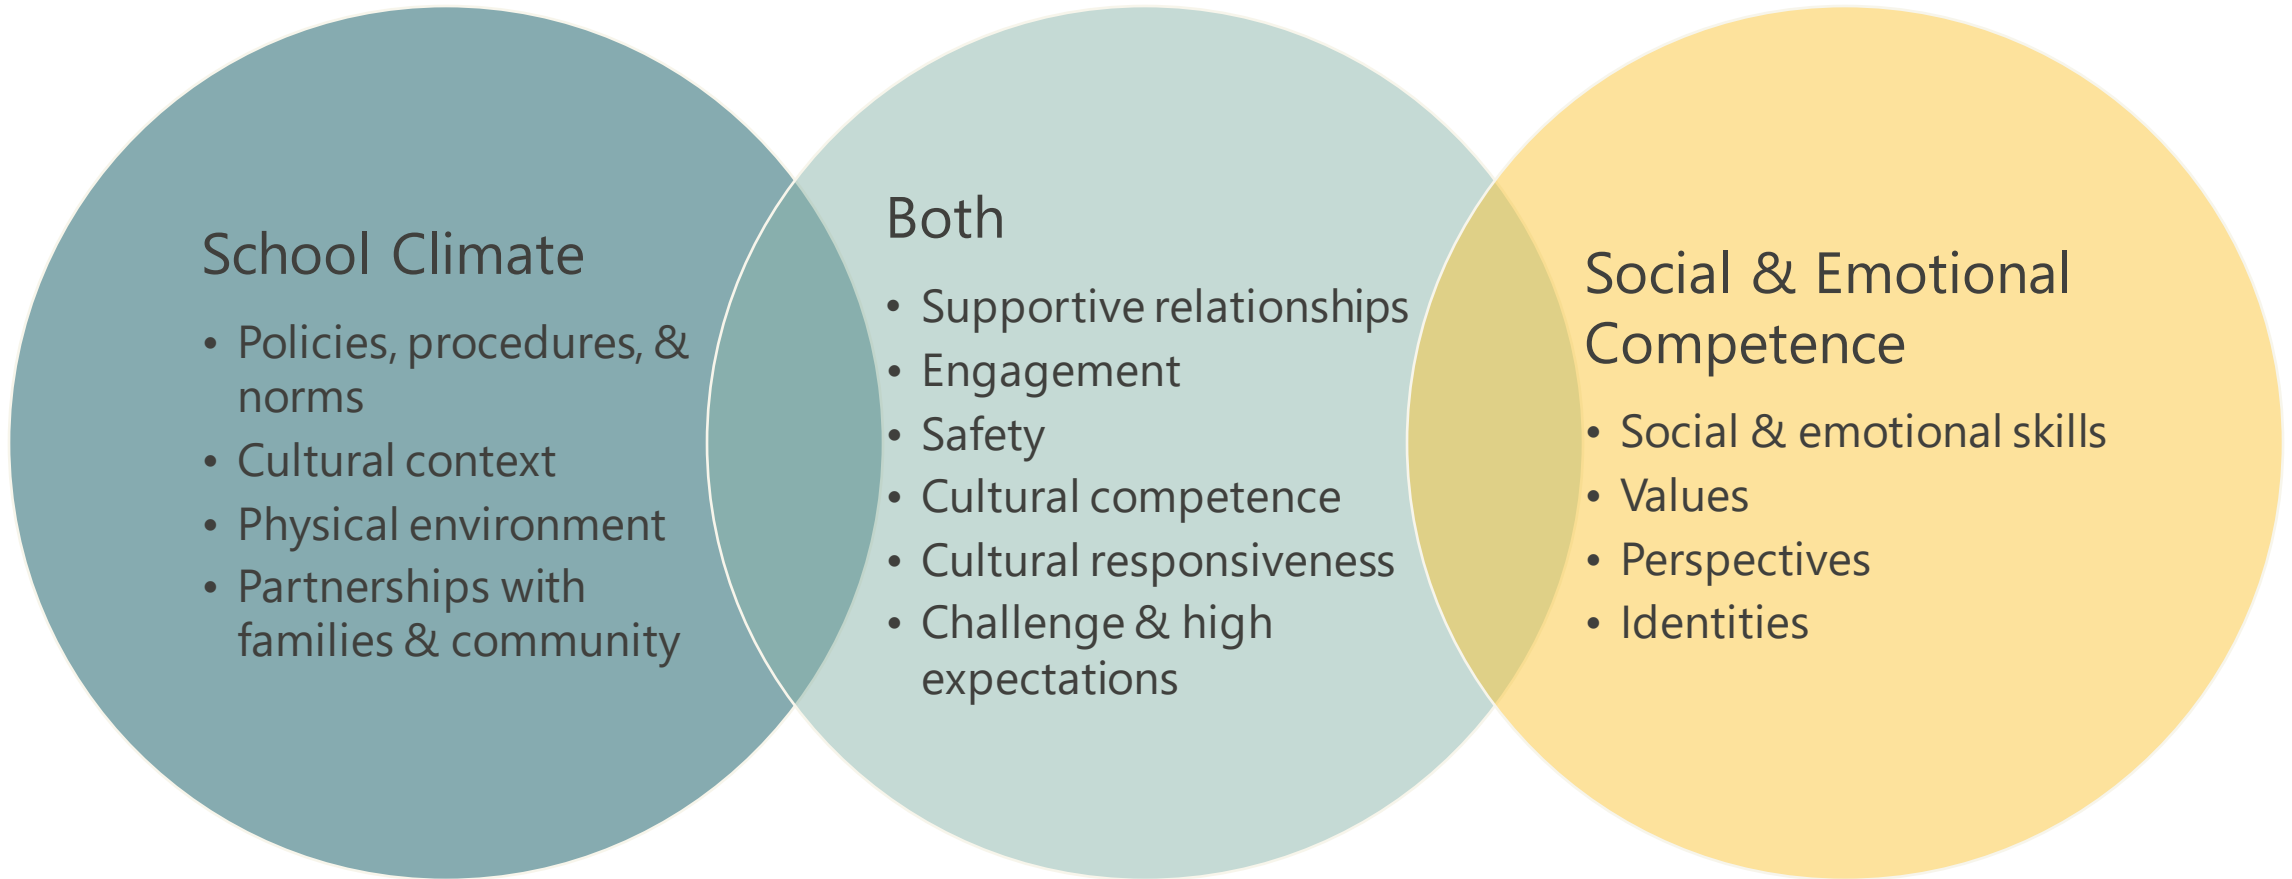 School Climate
• Policies, procedures, &
norms
• Cultural context
• Physical environment
• Partnerships with
families & community
Both
• Supportive relationships
• Engagement
• Safety
• Cultural competence
• Cultural responsiveness
• Challenge & high
expectations
Social & Emotional
Competence
• Social & emotional skills
• Values
• Perspectives
• Identities